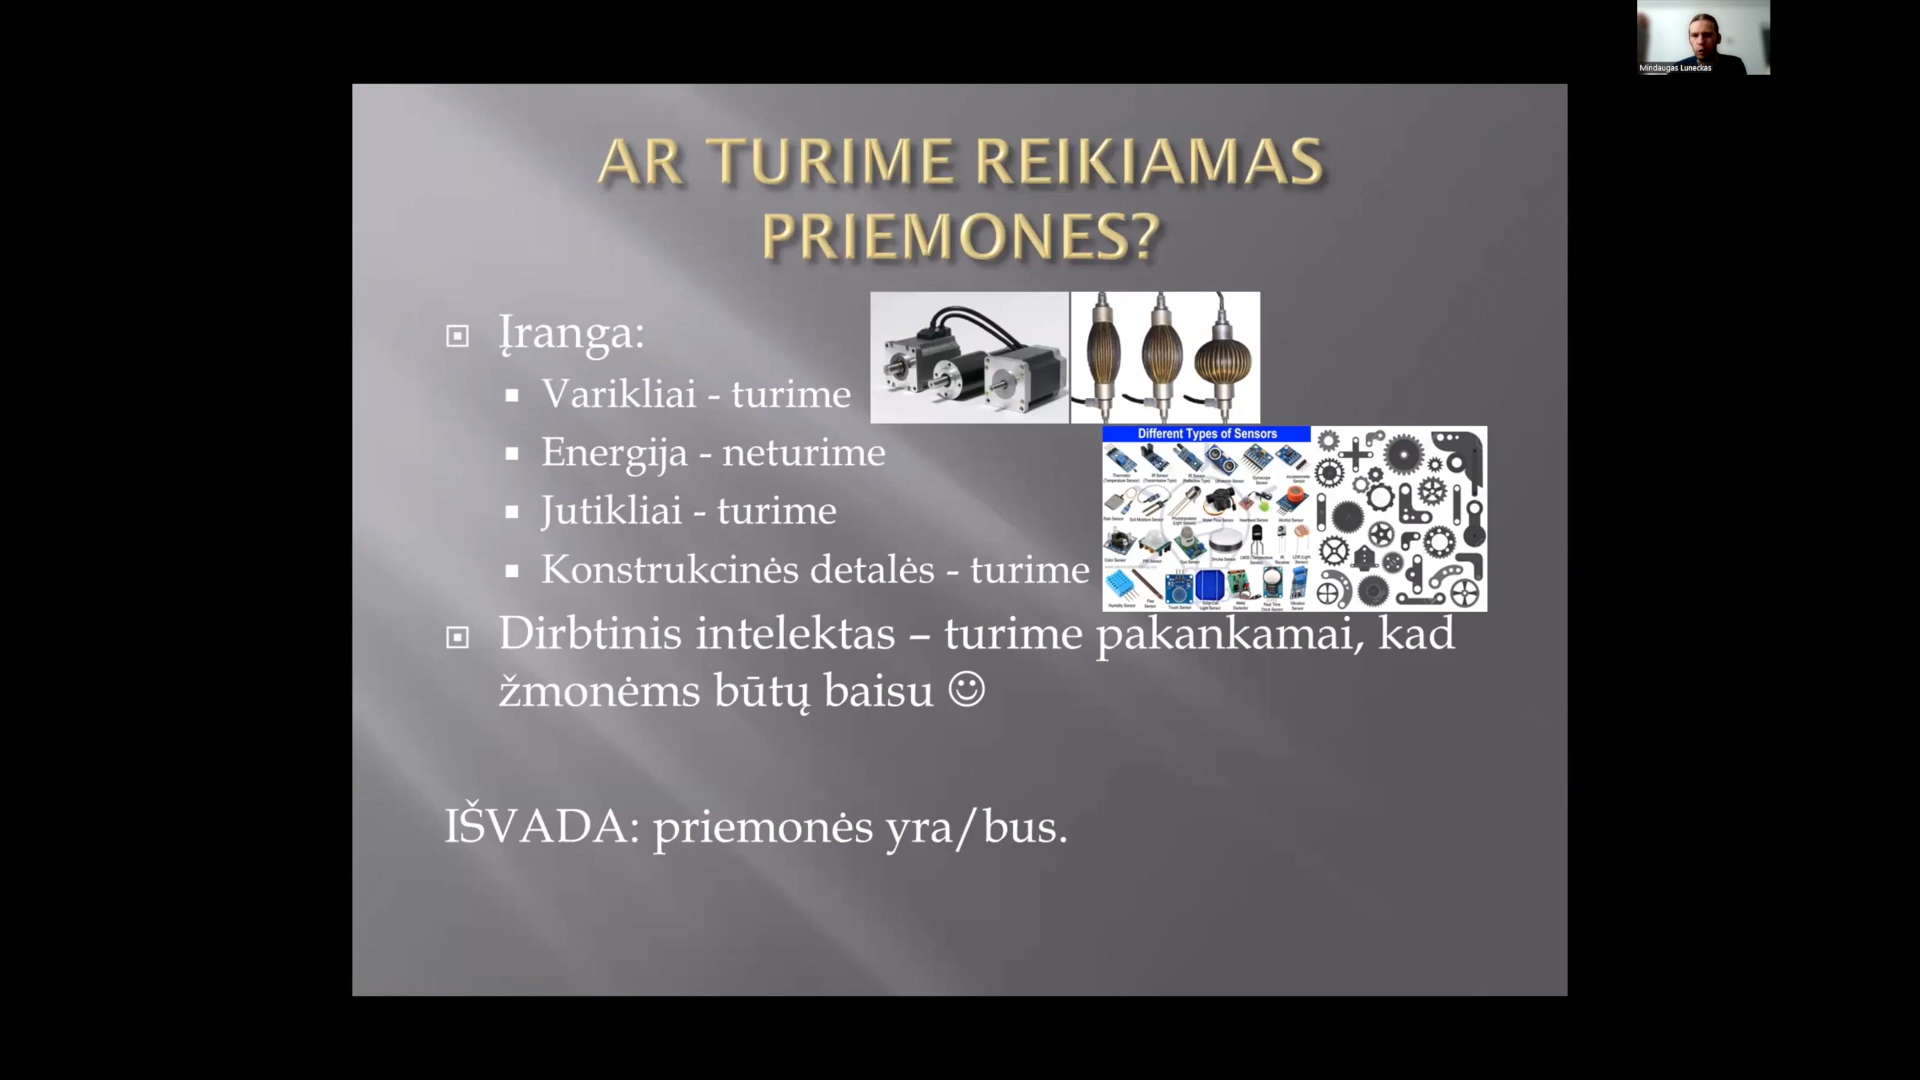 Mindaugas Luneckas
AR TURIME REIKIAMAS
PRIEMONES?
Įranga:
Varikliai - turime
Energija - neturime
Jutikliai - turime
Konstrukcinės detalės - turime
Different Types of Sensors
Dirbtinis intelektas – turime pakankamai, kad
žmonėms būtų baisu ☺
IŠVADA: priemonės yra/bus.